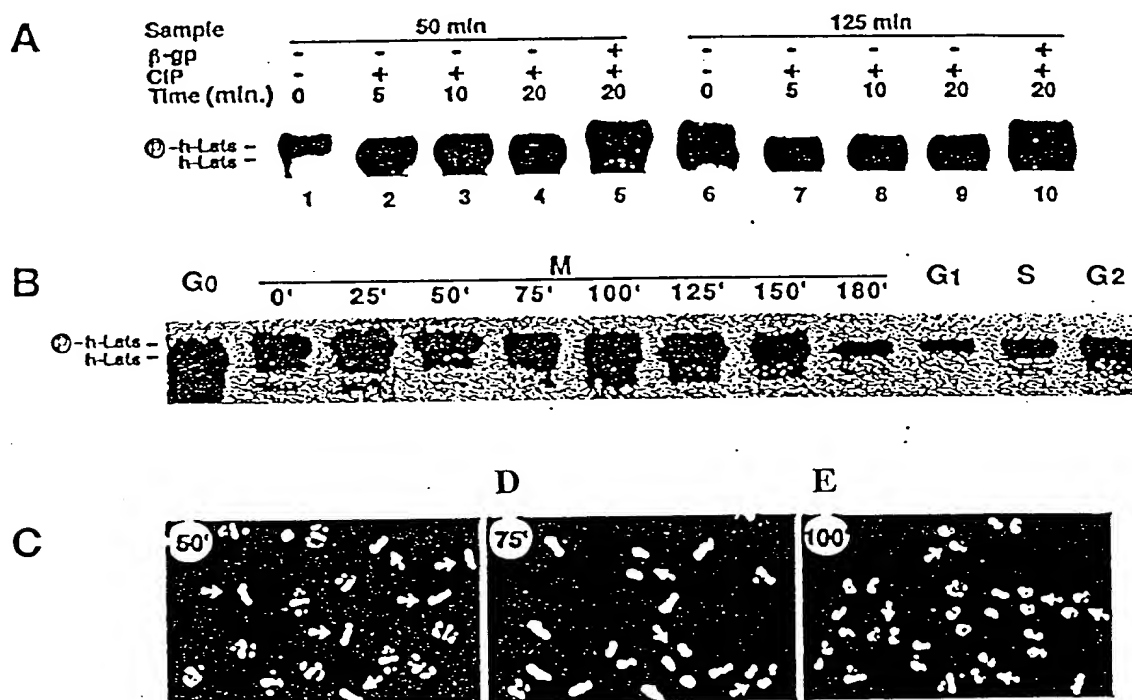 A
Sample 50 min 125 min
β-gp - - - - + - - - - +
CIP - + + + + - + + + +
Time (min.) 0 5 10 20 20 0 5 10 20 20
Ⓟ-h-Lats -
h-Lats -
1 2 3 4 5 6 7 8 9 10
B
G0 M G1 S G2
0' 25' 50' 75' 100' 125' 150' 180'
Ⓟ-h-Lats -
h-Lats -
D E
C
50' 75' 100'